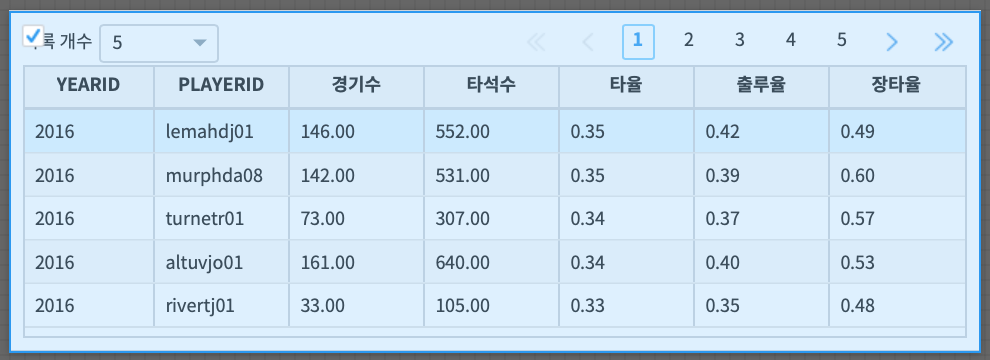 개수 5 1 2 3 4 5
YEARID PLAYERID 경기수 타석수 타율 출루율 장타율
2016 lemahdj01 146.00 552.00 0.35 0.42 0.49
2016 murphda08 142.00 531.00 0.35 0.39 0.60
2016 turnetr01 73.00 307.00 0.34 0.37 0.57
2016 altuvjo01 161.00 640.00 0.34 0.40 0.53
2016 rivertj01 33.00 105.00 0.33 0.35 0.48